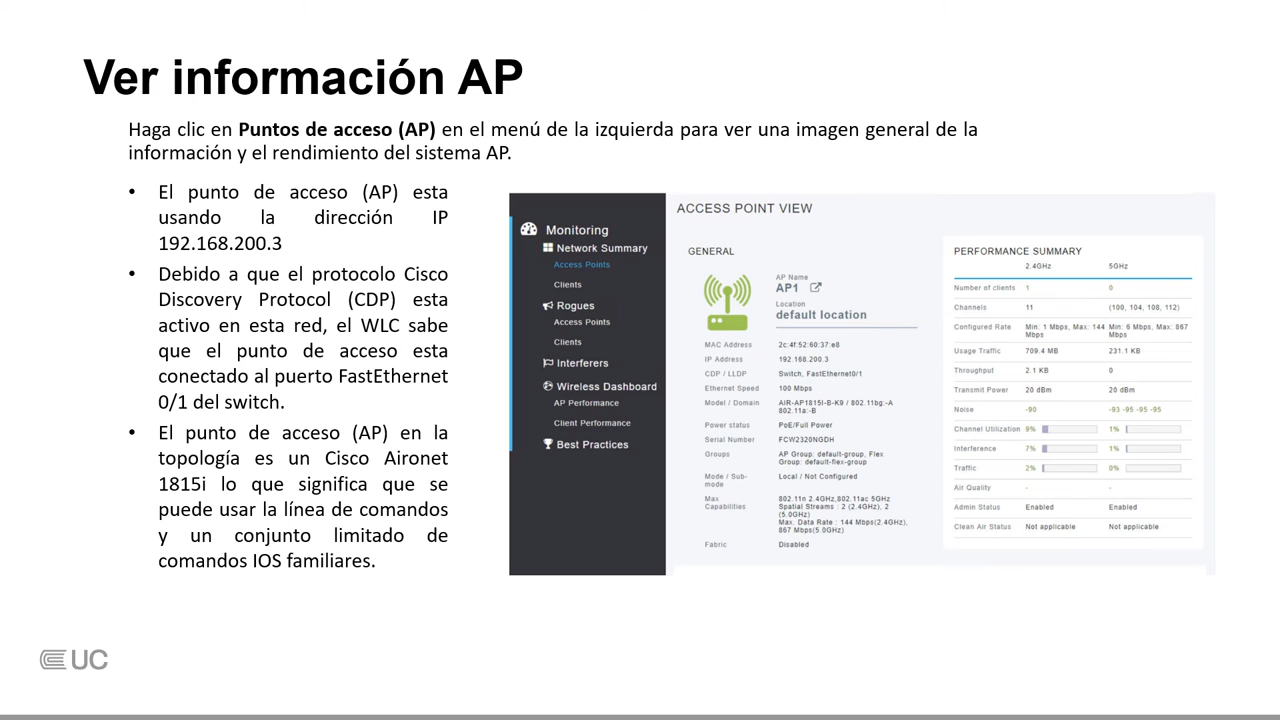 Ver información AP
Haga clic en Puntos de acceso (AP) en el menú de la izquierda para ver una imagen general de la
información y el rendimiento del sistema AP.
• El punto de acceso (AP) esta
usando la dirección IP
192.168.200.3
• Debido a que el protocolo Cisco
Discovery Protocol (CDP) esta
activo en esta red, el WLC sabe
que el punto de acceso esta
conectado al puerto FastEthernet
0/1 del switch.
• El punto de acceso (AP) en la
topología es un Cisco Aironet
1815i lo que significa que se
puede usar la línea de comandos
y un conjunto limitado de
comandos IOS familiares.
Monitoring
Network Summary
Access Points
Clients
Rogues
Access Points
Clients
Interferers
Wireless Dashboard
AP Performance
Client Performance
Best Practices
ACCESS POINT VIEW
GENERAL
AP Name
AP1
Location
default location
MAC Address 2c:4f:52:60:37:e8
IP Address 192.168.200.3
CDP / LLDP Switch, FastEthernet0/1
Ethernet Speed 100 Mbps
Model / Domain AIR-AP1815I-B-K9 / 802.11bg:-A
802.11a:-B
Power status PoE/Full Power
Serial Number FCW2320NGDH
Groups AP Group: default-group, Flex
Group: default-flex-group
Mode / Sub- Local / Not Configured
mode
Max 802.11n 2.4GHz,802.11ac 5GHz
Capabilities Spatial Streams : 2 (2.4GHz), 2
(5.0GHz)
Max. Data Rate : 144 Mbps(2.4GHz),
867 Mbps(5.0GHz)
Fabric Disabled
PERFORMANCE SUMMARY
2.4GHz 5GHz
Number of clients 1 0
Channels 11 (100, 104, 108, 112)
Configured Rate Min: 1 Mbps, Max: 144 Min: 6 Mbps, Max: 867
Mbps Mbps
Usage Traffic 709.4 MB 231.1 KB
Throughput 2.1 KB 0
Transmit Power 20 dBm 20 dBm
Noise -90 -93 -95 -95 -95
Channel Utilization 9% 1%
Interference 7% 1%
Traffic 2% 0%
Air Quality - -
Admin Status Enabled Enabled
Clean Air Status Not applicable Not applicable
UC